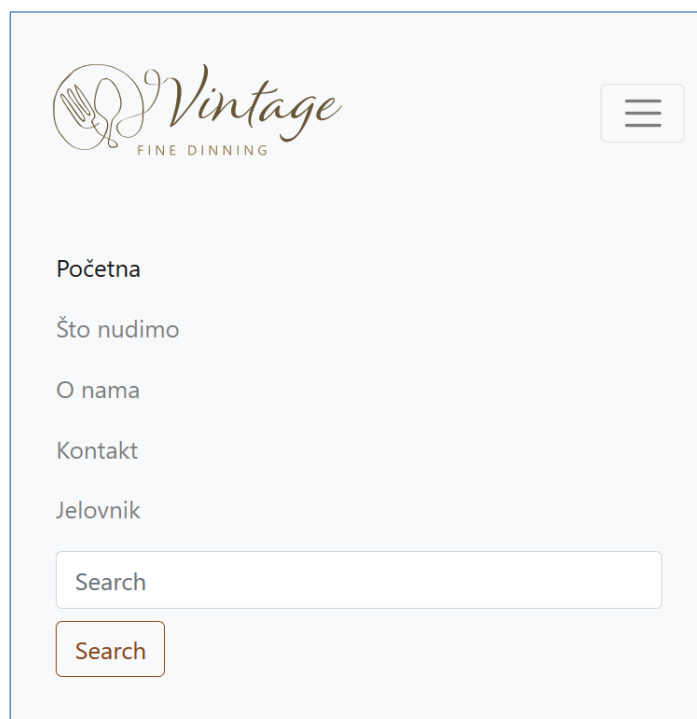 Vintage
FINE DINNING
Početna
Što nudimo
O nama
Kontakt
Jelovnik
Search
Search